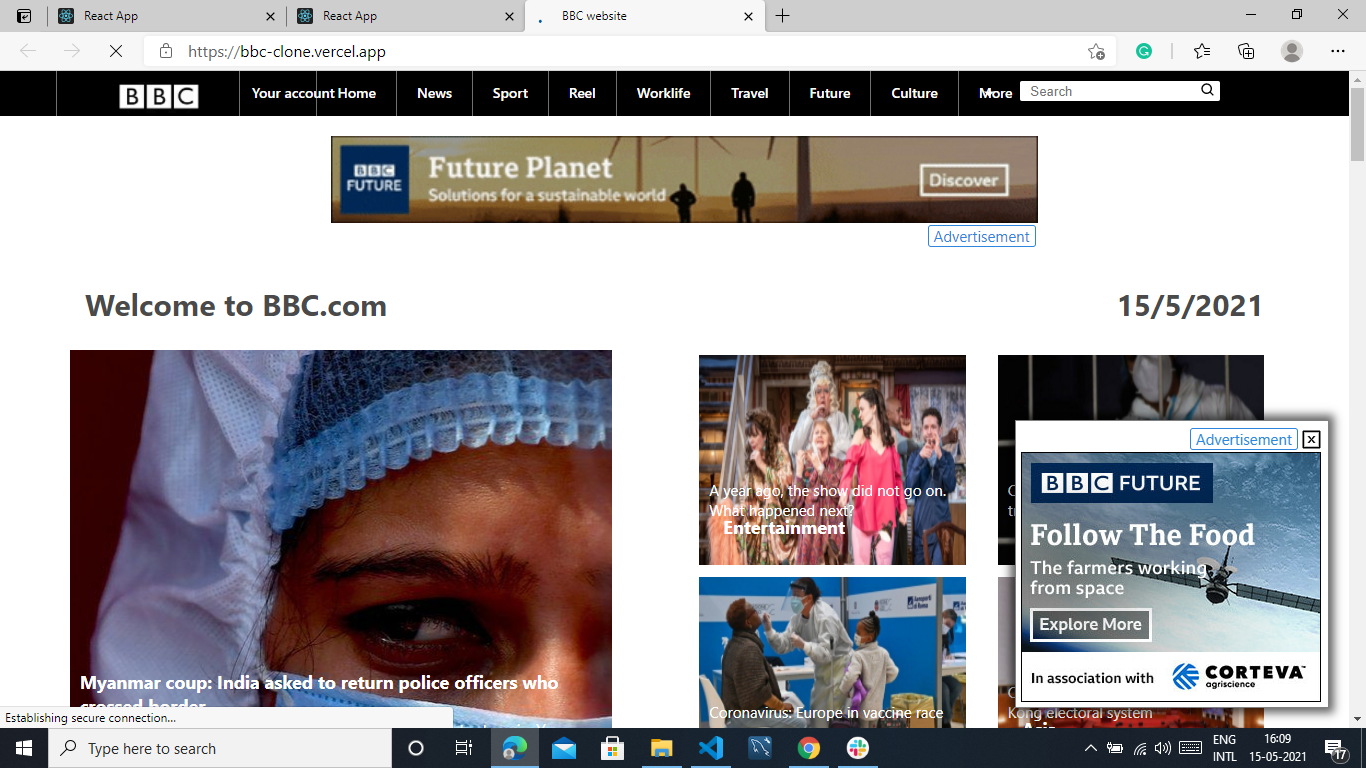 React App
React App
BBC website
https://bbc-clone.vercel.app
BBC
Your account
Home
News
Sport
Reel
Worklife
Travel
Future
Culture
More
Search
BBC
FUTURE
Future Planet
Solutions for a sustainable world
Discover
Advertisement
Welcome to BBC.com
15/5/2021
A year ago, the show did not go on.
What happened next?
Entertainment
Myanmar coup: India asked to return police officers who
crossed border
Coronavirus: Europe in vaccine race
Advertisement
BBC FUTURE
Follow The Food
The farmers working
from space
Explore More
In association with
CORTEVA™
agriscience
Kong electoral system
Asia
Establishing secure connection...
Type here to search
ENG
INTL
16:09
15-05-2021
17